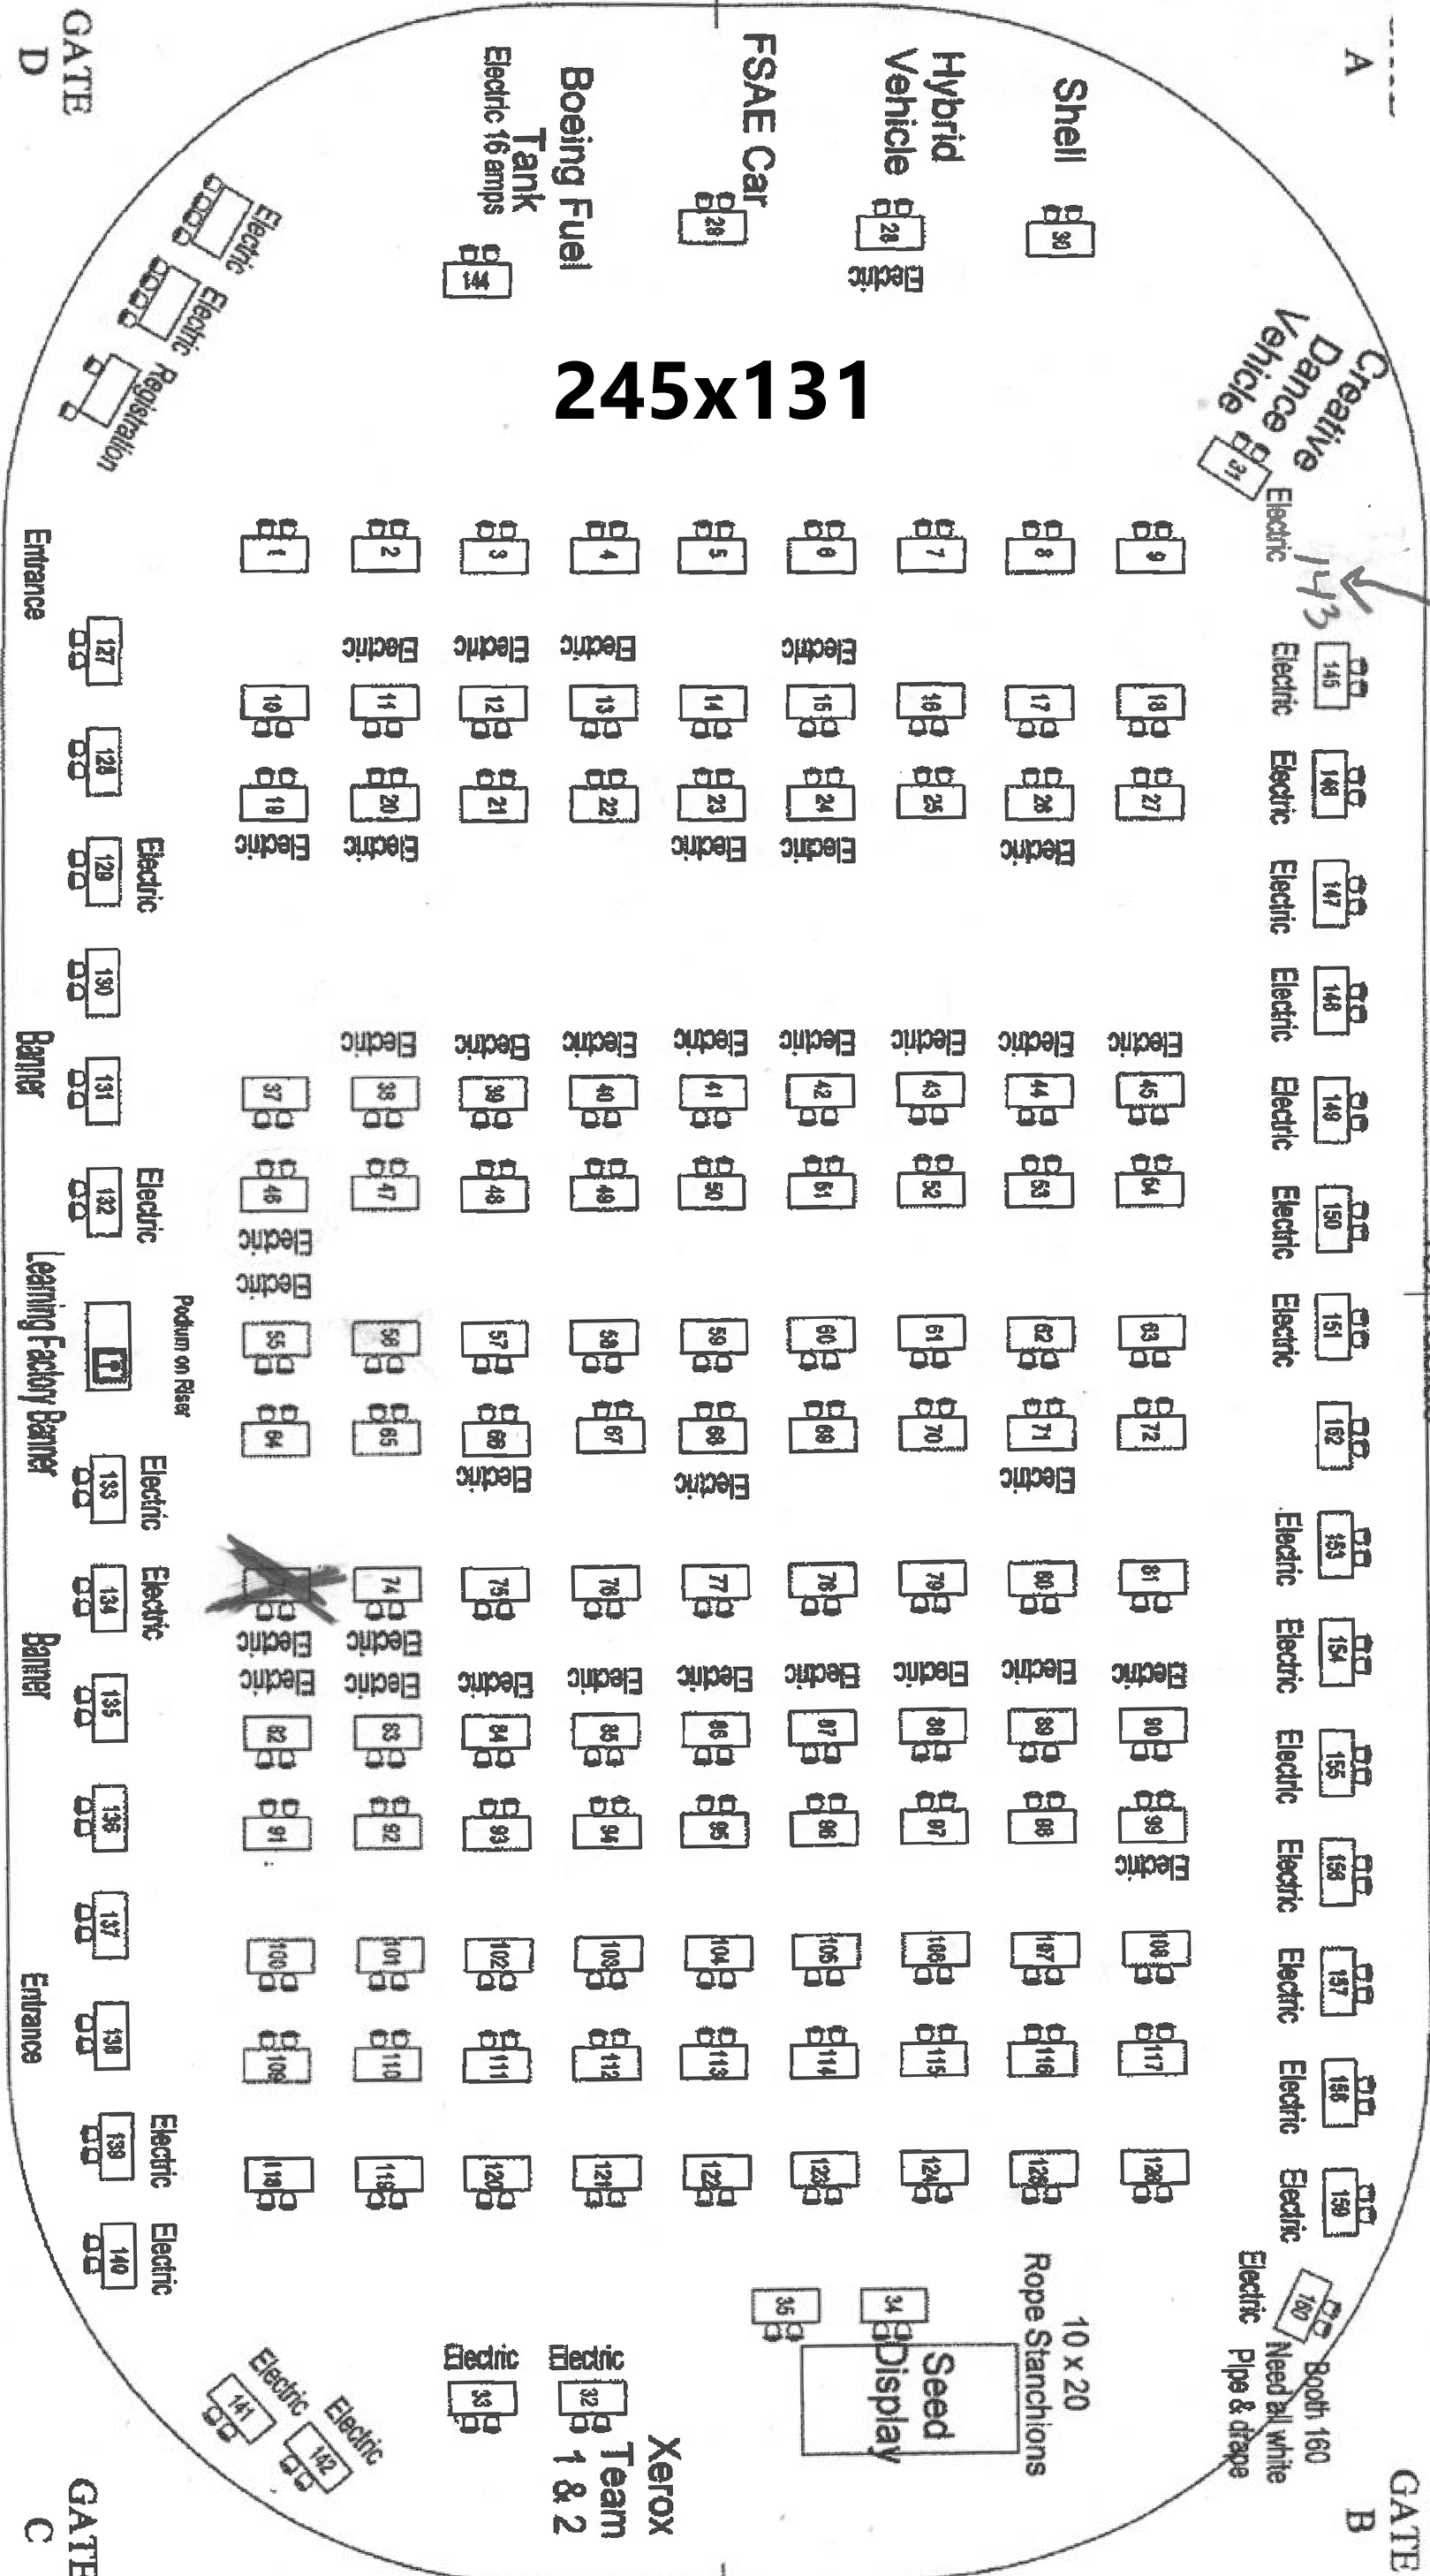 GATE
D
A
Electric 16 amps
Boeing Fuel
Tank
FSAE Car
Hybrid
Vehicle
Shell
144
29
28
30
Electric
Electric
Electric
Registration
245x131
Creative
Dance
Vehicle
31
Electric
143
Entrance
1 2 3 4 5 6 7 8 9
127
Electric Electric Electric Electric
Electric 145
10 11 12 13 14 15 16 17 18
128
19 20 21 22 23 24 25 26 27
Electric
Electric Electric Electric Electric Electric
129 Electric
Electric 147
130
Electric 148
Banner
Electric Electric Electric Electric Electric Electric Electric Electric
131
37 38 39 40 41 42 43 44 45
Electric 149
132 Electric
46 47 48 49 50 51 52 53 54
Electric 150
Electric
Electric
Learning Factory Banner
Podium on Riser
55 56 57 58 59 60 61 62 63
Electric 151
64 65 66 67 68 69 70 71 72
152
133 Electric
Electric Electric Electric
Electric 153
134 Electric
74 75 76 77 78 79 80 81
Electric Electric
Electric 154
Banner
Electric Electric Electric Electric Electric Electric Electric Electric Electric
135
82 83 84 85 86 87 88 89 90
Electric 155
136
91 92 93 94 95 96 97 98 99
Electric
Electric 156
137
100 101 102 103 104 105 106 107 108
Electric 157
Entrance
138
109 110 111 112 113 114 115 116 117
Electric 158
139 Electric
118 119 120 121 122 123 124 125 126
Electric 159
140 Electric
35 34
Seed
Display
10 x 20
Rope Stanchions
Electric 160
Booth 160
Need all white
Pipe & drape
Electric Electric
33 32
Electric
141
Electric
142
Xerox
Team
1 & 2
GATE
C
GATE
B